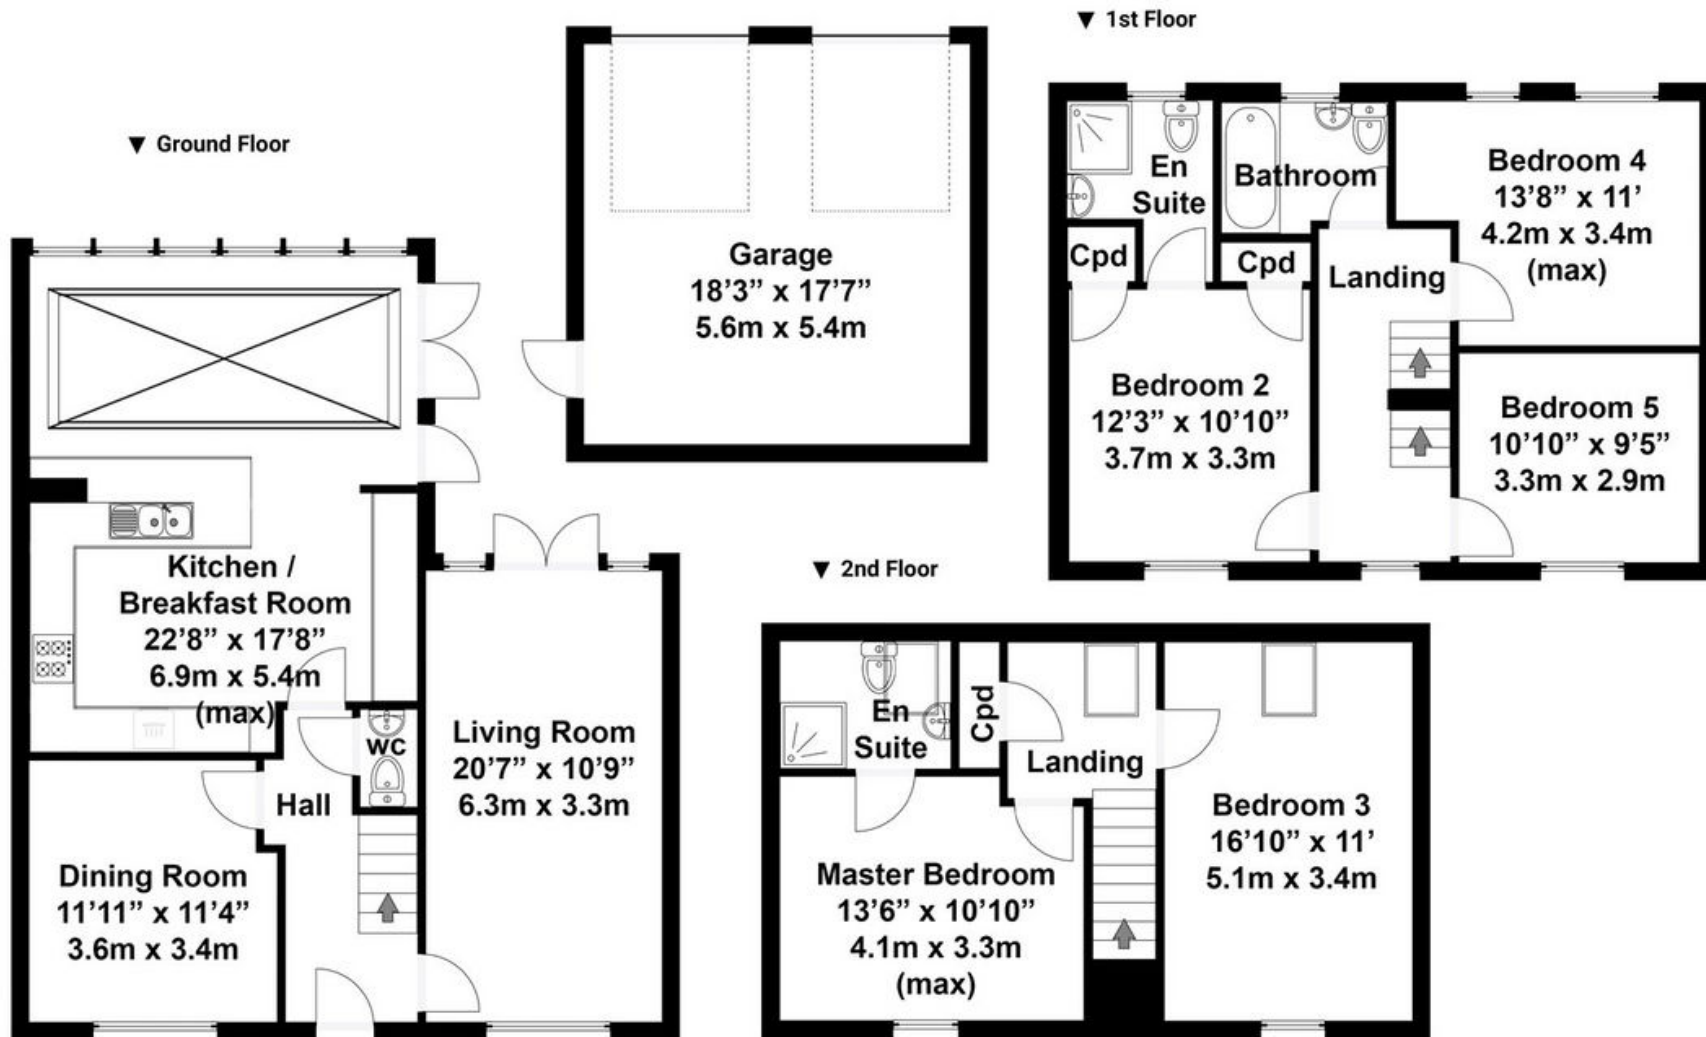 ▼ Ground Floor
Kitchen /
Breakfast Room
22’8” x 17’8”
6.9m x 5.4m
(max)
wc
Hall
Living Room
20’7” x 10’9”
6.3m x 3.3m
Dining Room
11’11” x 11’4”
3.6m x 3.4m
Garage
18’3” x 17’7”
5.6m x 5.4m
▼ 1st Floor
En
Suite
Bathroom
Bedroom 4
13’8” x 11’
4.2m x 3.4m
(max)
Cpd
Cpd
Landing
Bedroom 2
12’3” x 10’10”
3.7m x 3.3m
Bedroom 5
10’10” x 9’5”
3.3m x 2.9m
▼ 2nd Floor
En
Suite
Cpd
Landing
Bedroom 3
16’10” x 11’
5.1m x 3.4m
Master Bedroom
13’6” x 10’10”
4.1m x 3.3m
(max)